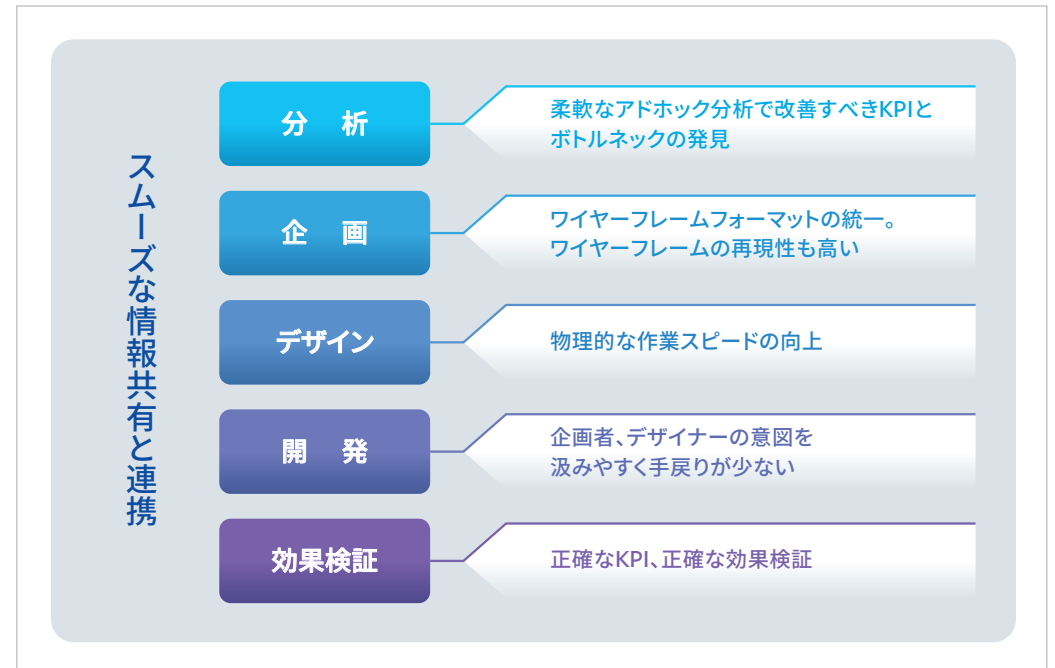 スムーズな情報共有と連携
分 析
柔軟なアドホック分析で改善すべきKPIと
ボトルネックの発見
企 画
ワイヤーフレームフォーマットの統一。
ワイヤーフレームの再現性も高い
デザイン
物理的な作業スピードの向上
開 発
企画者、デザイナーの意図を
汲みやすく手戻りが少ない
効果検証
正確なKPI、正確な効果検証